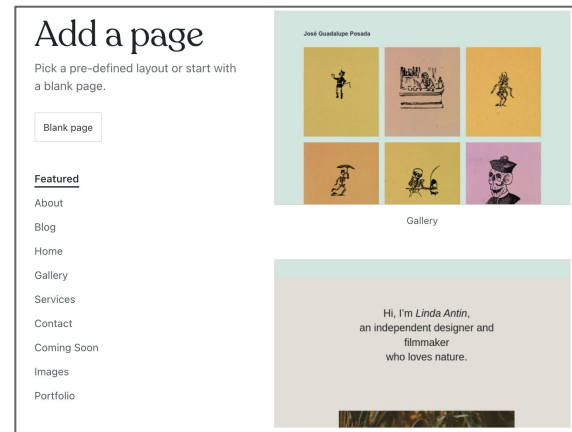 Add a page
Pick a pre-defined layout or start with
a blank page.
Blank page
Featured
About
Blog
Home
Gallery
Services
Contact
Coming Soon
Images
Portfolio
José Guadalupe Posada
Gallery
Hi, I'm Linda Antin,
an independent designer and
filmmaker
who loves nature.